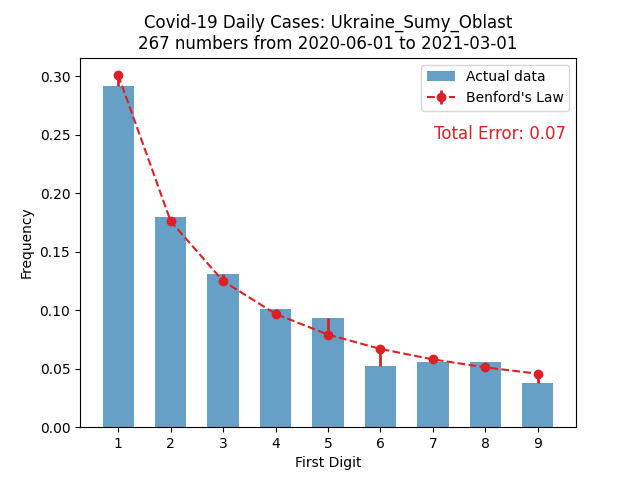 Covid-19 Daily Cases: Ukraine_Sumy_Oblast
267 numbers from 2020-06-01 to 2021-03-01
Actual data
Benford's Law
Total Error: 0.07
0.30
0.25
0.20
0.15
0.10
0.05
0.00
Frequency
1 2 3 4 5 6 7 8 9
First Digit